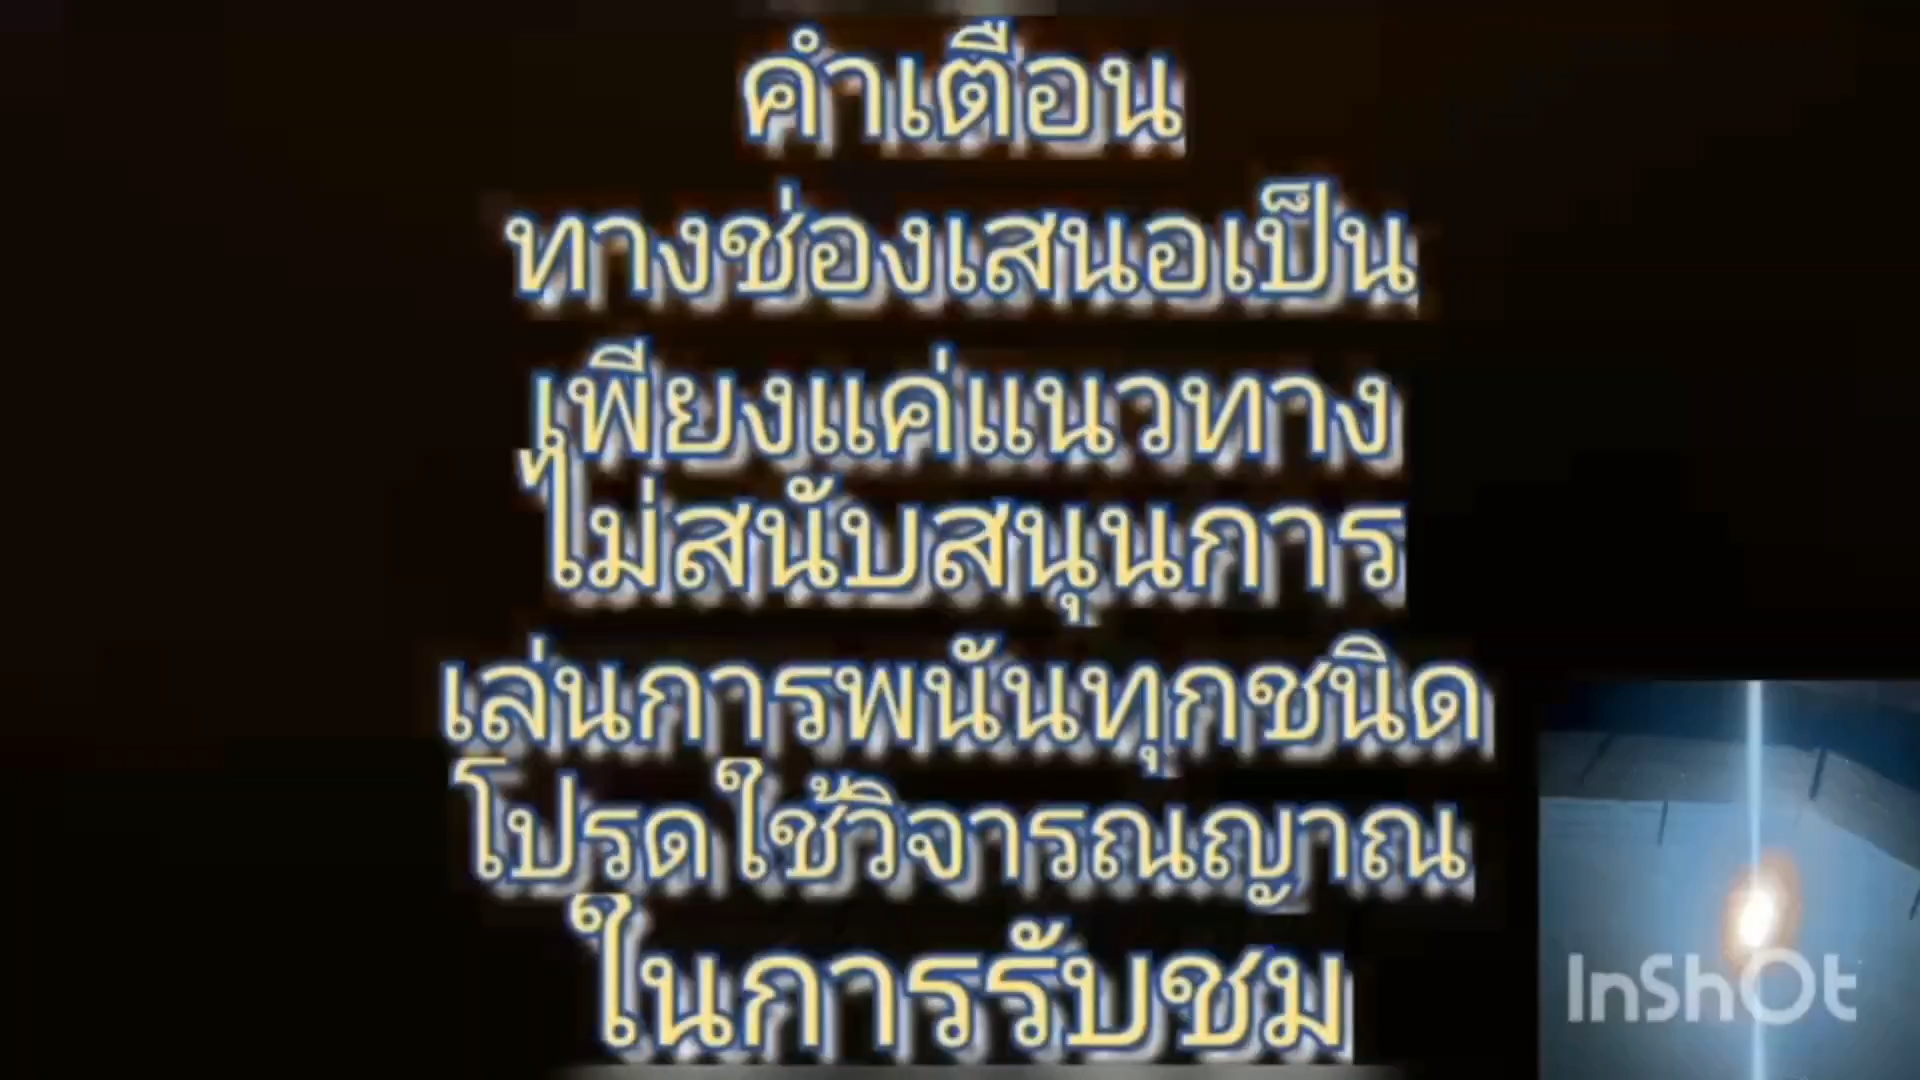 คำเตือน
ทางช่องเสนอเป็น
เพียงแค่แนวทาง
ไม่สนับสนุนการ
เล่นการพนันทุกชนิด
โปรดใช้วิจารณญาณ
ในการรับชม
InShOt